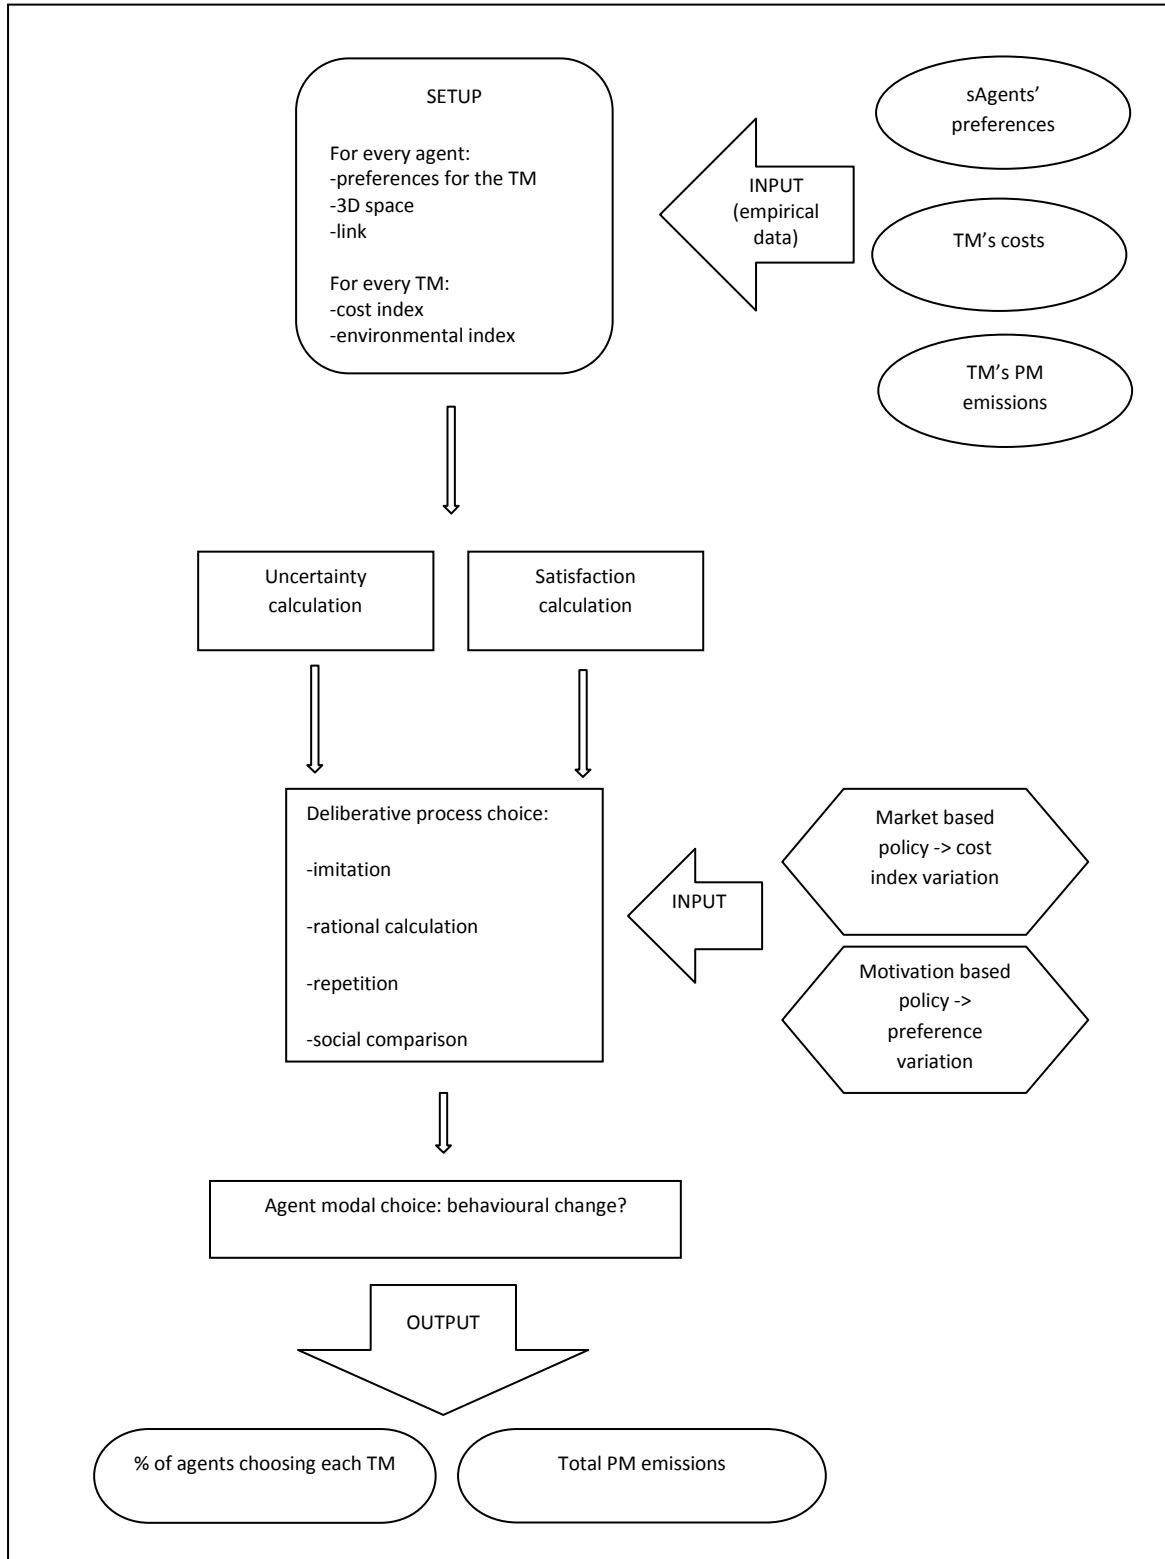 SETUP
For every agent:
-preferences for the TM
-3D space
-link
For every TM:
-cost index
-environmental index
INPUT
(empirical
data)
sAgents’
preferences
TM’s costs
TM’s PM
emissions
Uncertainty
calculation
Satisfaction
calculation
Deliberative process choice:
-imitation
-rational calculation
-repetition
-social comparison
INPUT
Market based
policy -> cost
index variation
Motivation based
policy ->
preference
variation
Agent modal choice: behavioural change?
OUTPUT
% of agents choosing each TM
Total PM emissions